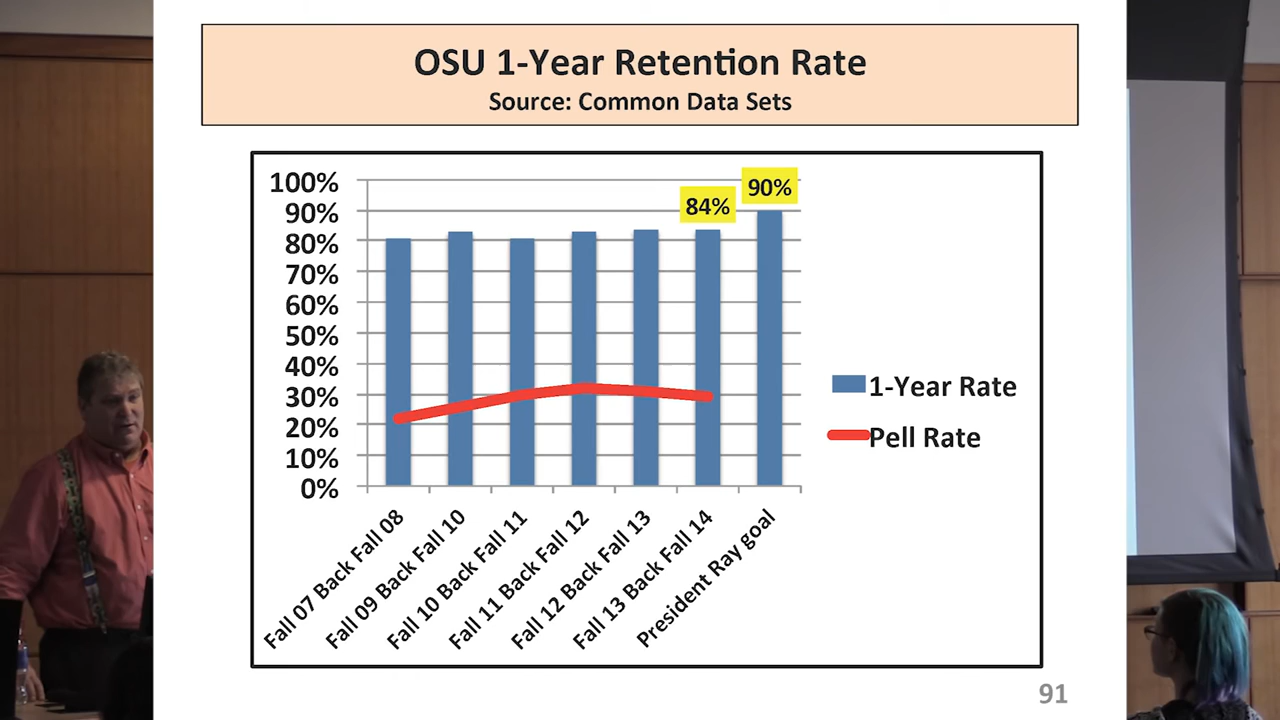 OSU 1-Year Retention Rate
Source: Common Data Sets
100%
90%
80%
70%
60%
50%
40%
30%
20%
10%
0%
84%
90%
Fall 07 Back Fall 08
Fall 09 Back Fall 10
Fall 10 Back Fall 11
Fall 11 Back Fall 12
Fall 12 Back Fall 13
Fall 13 Back Fall 14
President Ray goal
1-Year Rate
Pell Rate
91